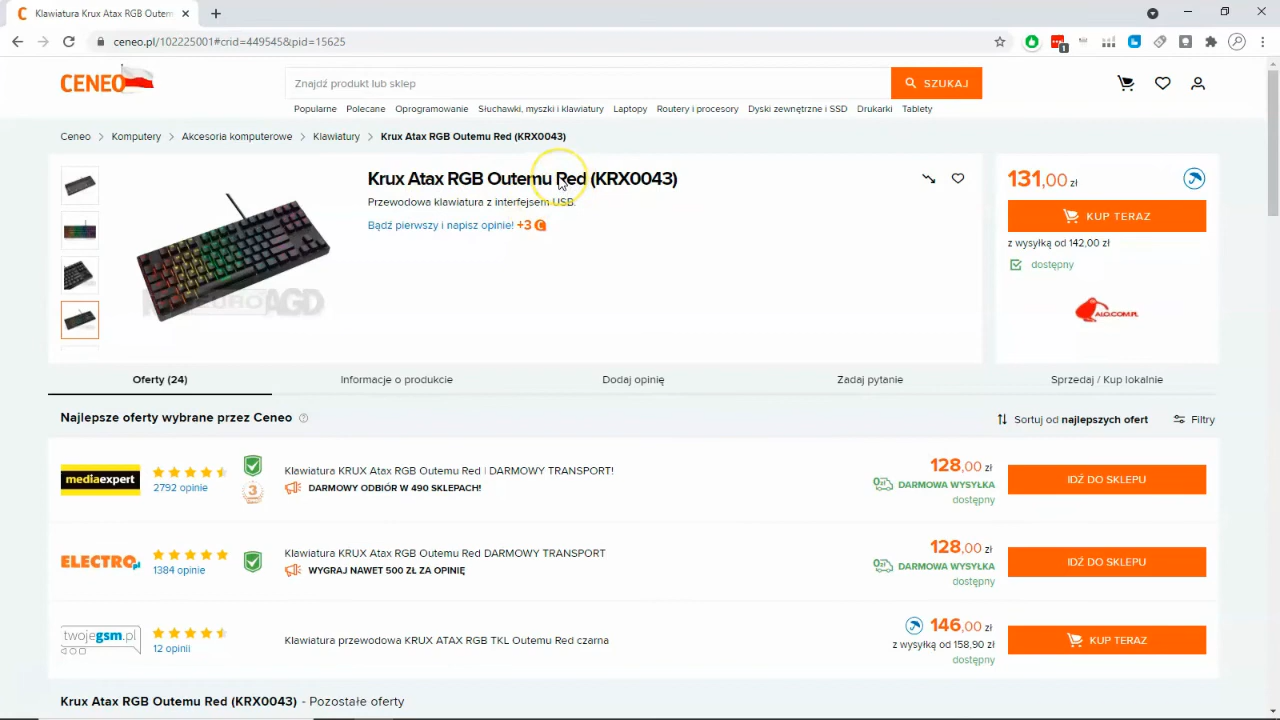 Klawiatura Krux Atax RGB Outem
ceneo.pl/102225001#crid=449545&pid=15625
1
CENEO
Znajdź produkt lub sklep
SZUKAJ
Popularne Polecane Oprogramowanie Słuchawki, myszki i klawiatury Laptopy Routery i procesory Dyski zewnętrzne i SSD Drukarki Tablety
Ceneo > Komputery > Akcesoria komputerowe > Klawiatury > Krux Atax RGB Outemu Red (KRX0043)
Krux Atax RGB Outemu Red (KRX0043)
Przewodowa klawiatura z interfejsem USB.
Bądź pierwszy i napisz opinie! +3
131,00 zł
KUP TERAZ
z wysyłką od 142,00 zł
dostępny
ALO.COM.PL
EUROAGD
Oferty (24) Informacje o produkcie Dodaj opinię Zadaj pytanie Sprzedaj / Kup lokalnie
Najlepsze oferty wybrane przez Ceneo
Sortuj od najlepszych ofert Filtry
mediaexpert
2792 opinie
3
Klawiatura KRUX Atax RGB Outemu Red | DARMOWY TRANSPORT!
DARMOWY ODBIÓR W 490 SKLEPACH!
128,00 zł
DARMOWA WYSYŁKA
dostępny
IDŹ DO SKLEPU
ELECTRO.pl
1384 opinie
Klawiatura KRUX Atax RGB Outemu Red DARMOWY TRANSPORT
WYGRAJ NAWET 500 ZŁ ZA OPINIĘ
128,00 zł
DARMOWA WYSYŁKA
dostępny
IDŹ DO SKLEPU
twojegsm.pl
12 opinii
Klawiatura przewodowa KRUX ATAX RGB TKL Outemu Red czarna
146,00 zł
z wysyłką od 158,90 zł
dostępny
KUP TERAZ
Krux Atax RGB Outemu Red (KRX0043) - Pozostałe oferty